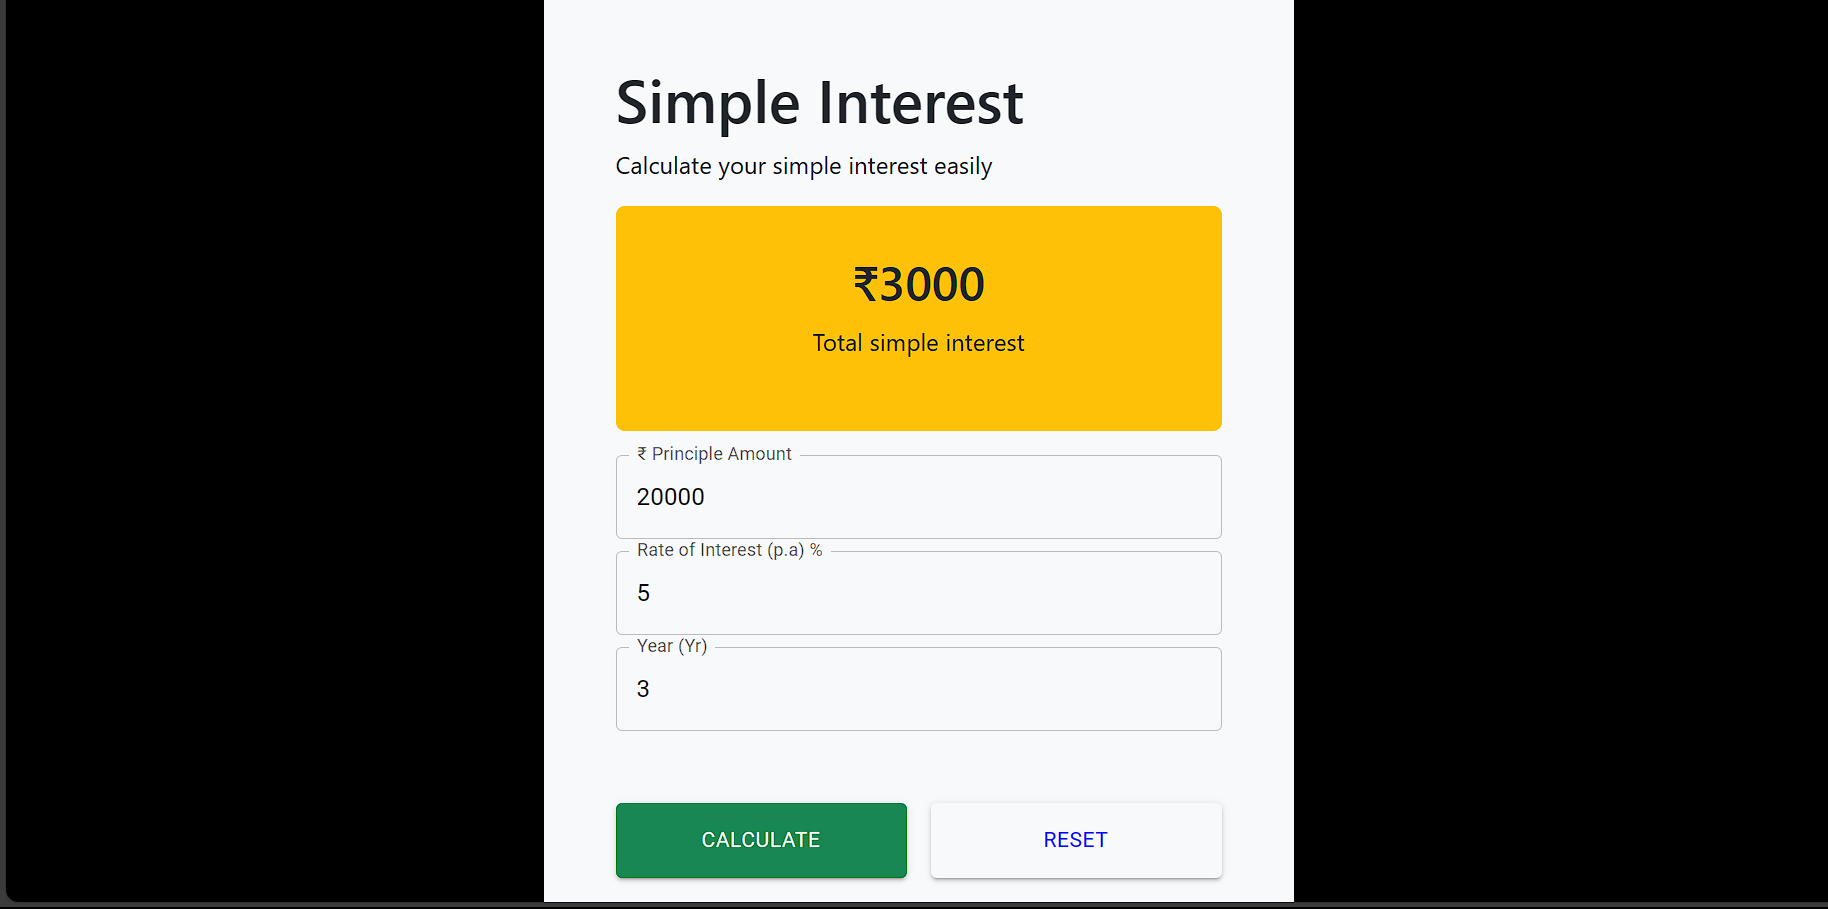 Simple Interest
Calculate your simple interest easily
₹3000
Total simple interest
₹ Principle Amount
20000
Rate of Interest (p.a) %
5
Year (Yr)
3
CALCULATE
RESET